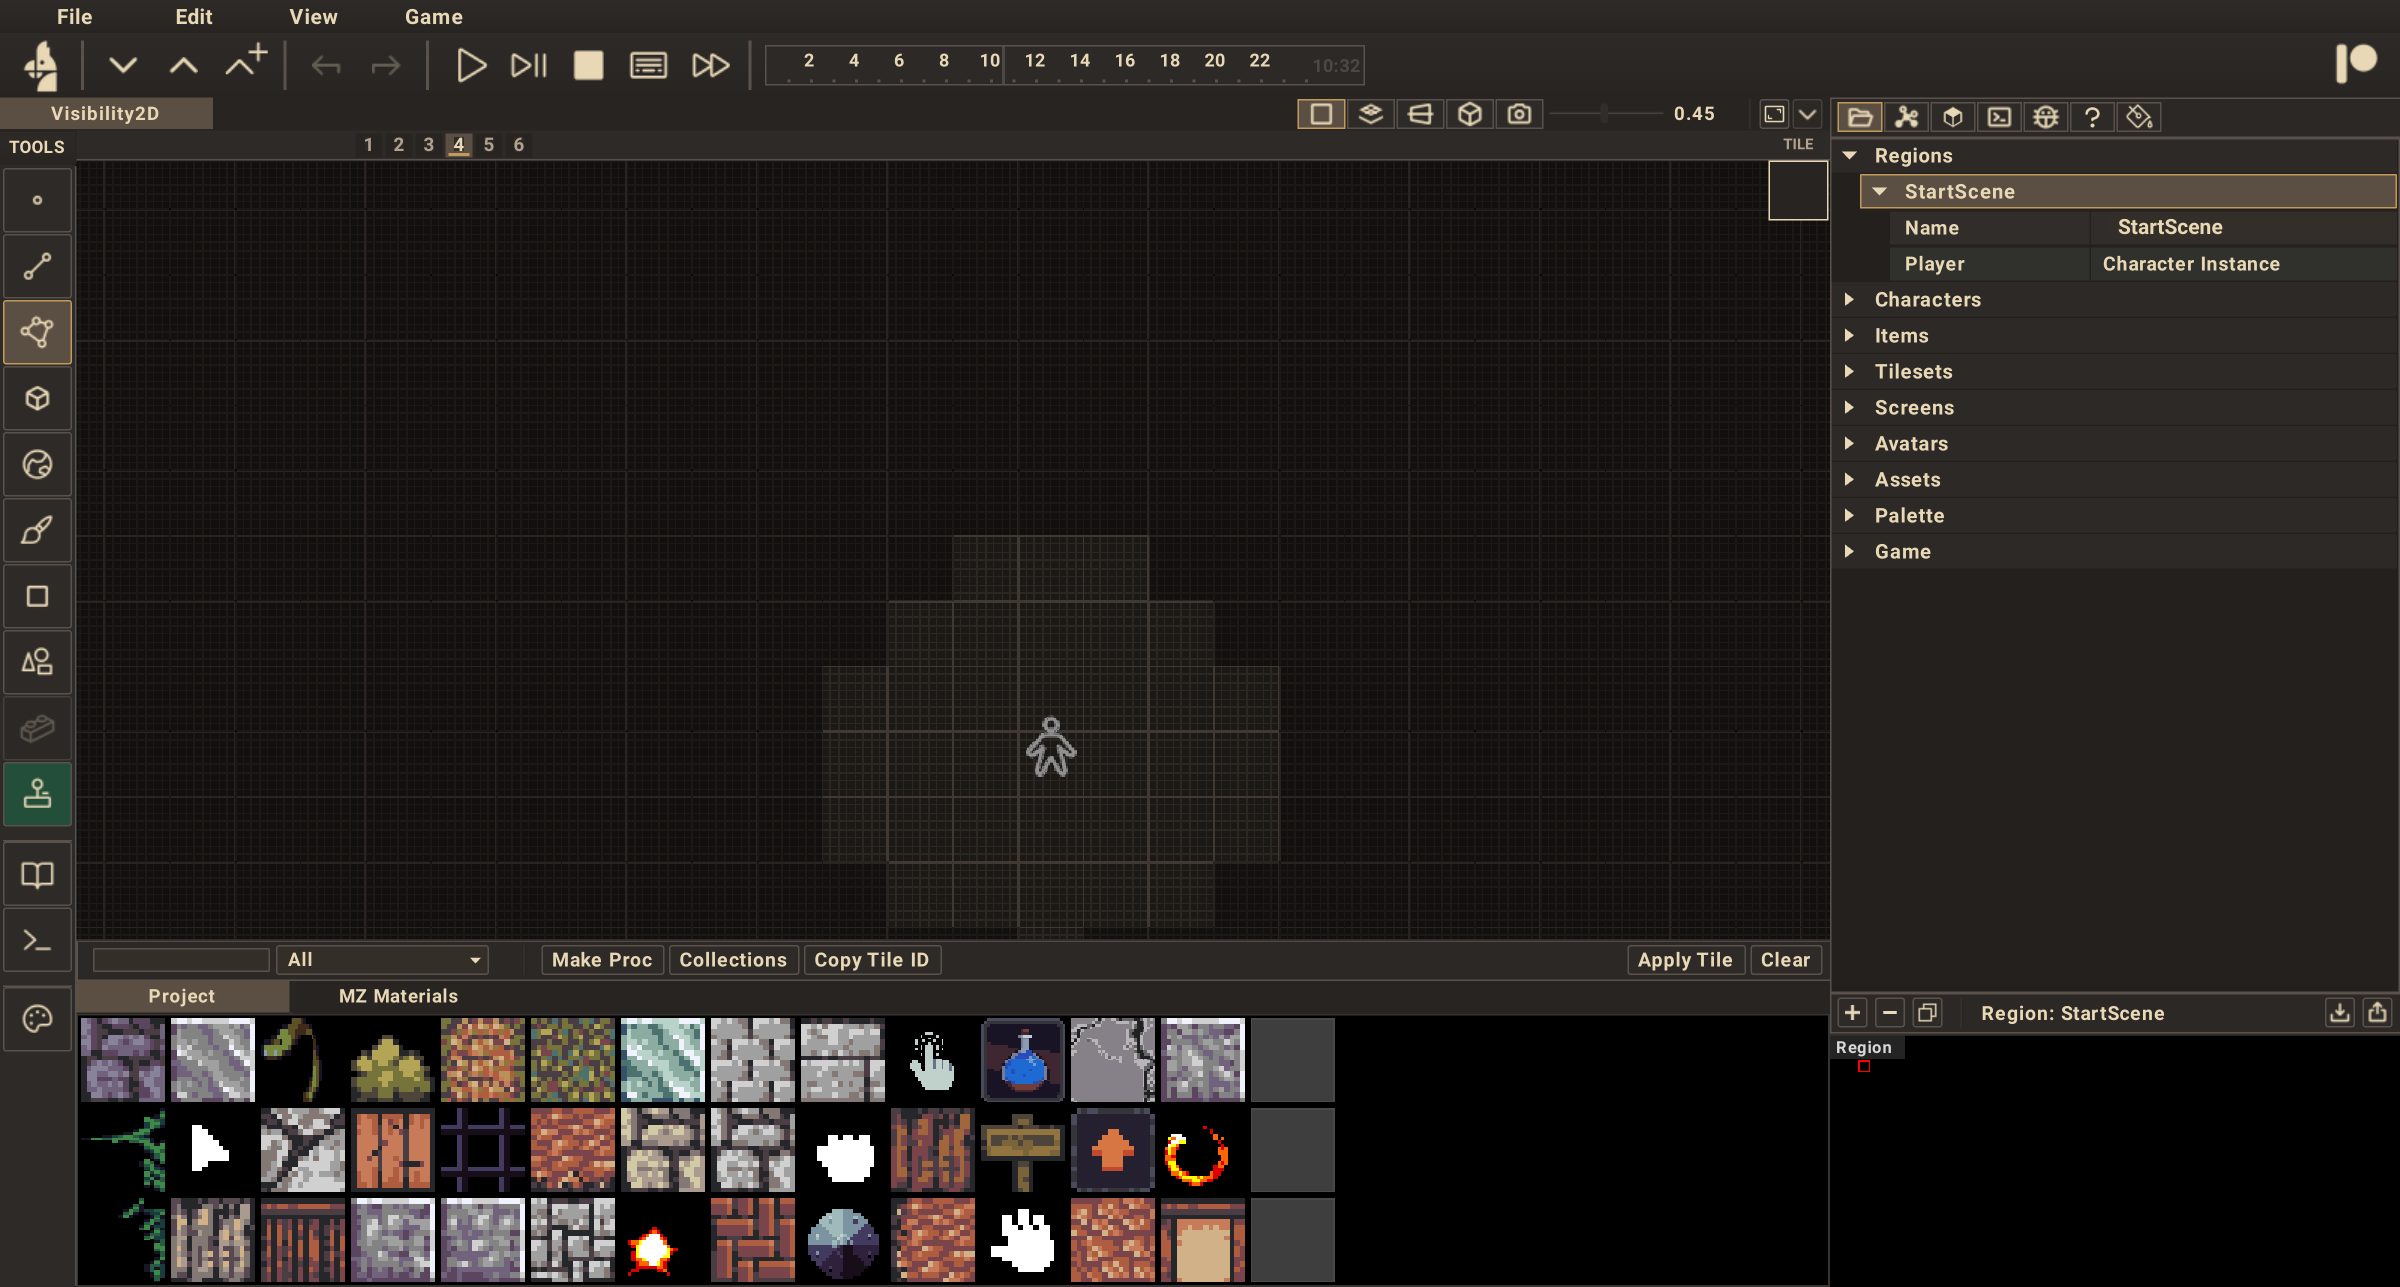 File Edit View Game
2 4 6 8 10 12 14 16 18 20 22 10:32
Visibility2D
0.45
TOOLS
1 2 3 4 5 6
TILE
Regions
StartScene
Name StartScene
Player Character Instance
Characters
Items
Tilesets
Screens
Avatars
Assets
Palette
Game
All Make Proc Collections Copy Tile ID Apply Tile Clear
Project MZ Materials
Region: StartScene
Region